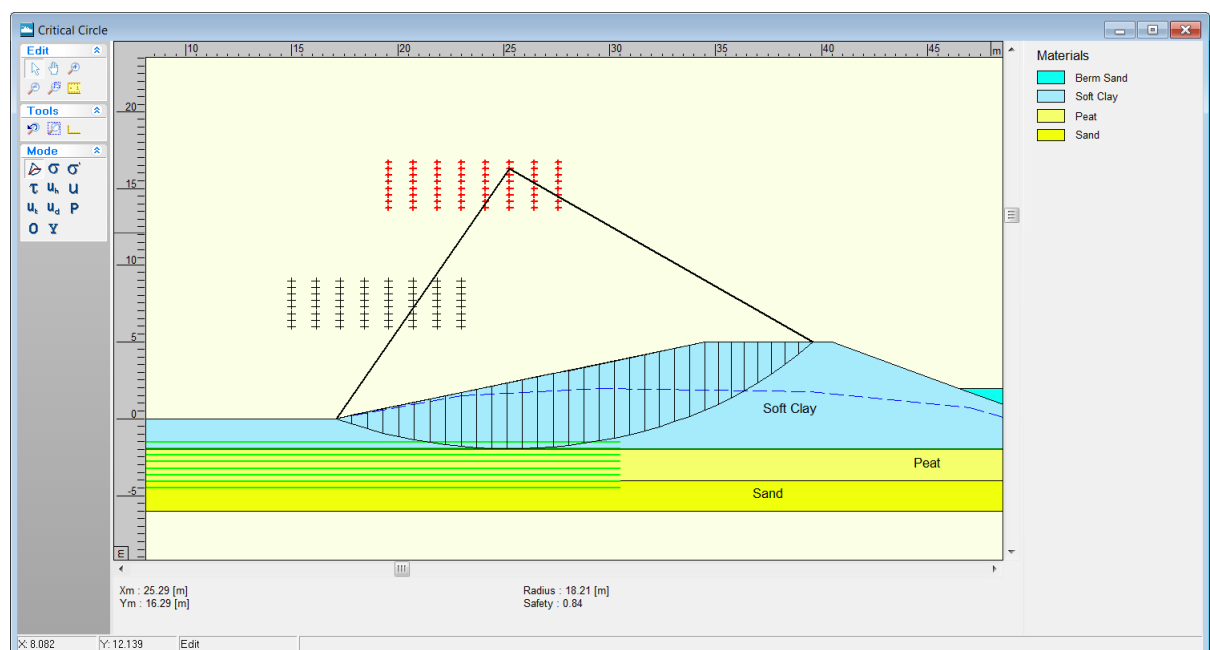 Critical Circle
Edit
Tools
Mode
σ σ'
τ uh u
ut ud P
O Y
10 15 20 25 30 35 40 45 m
20
15
10
5
0
-5
m
Soft Clay
Peat
Sand
Materials
Berm Sand
Soft Clay
Peat
Sand
Xm : 25.29 [m]
Ym : 16.29 [m]
Radius : 18.21 [m]
Safety : 0.84
X: 8.082 Y: 12.139 Edit